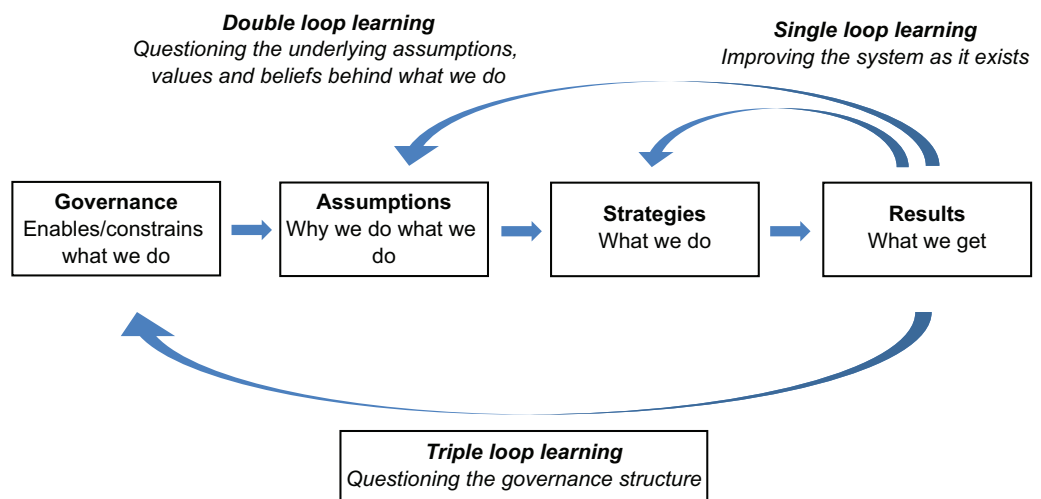 Double loop learning
Questioning the underlying assumptions,
values and beliefs behind what we do
Single loop learning
Improving the system as it exists
Governance
Enables/constrains
what we do
Assumptions
Why we do what we
do
Strategies
What we do
Results
What we get
Triple loop learning
Questioning the governance structure